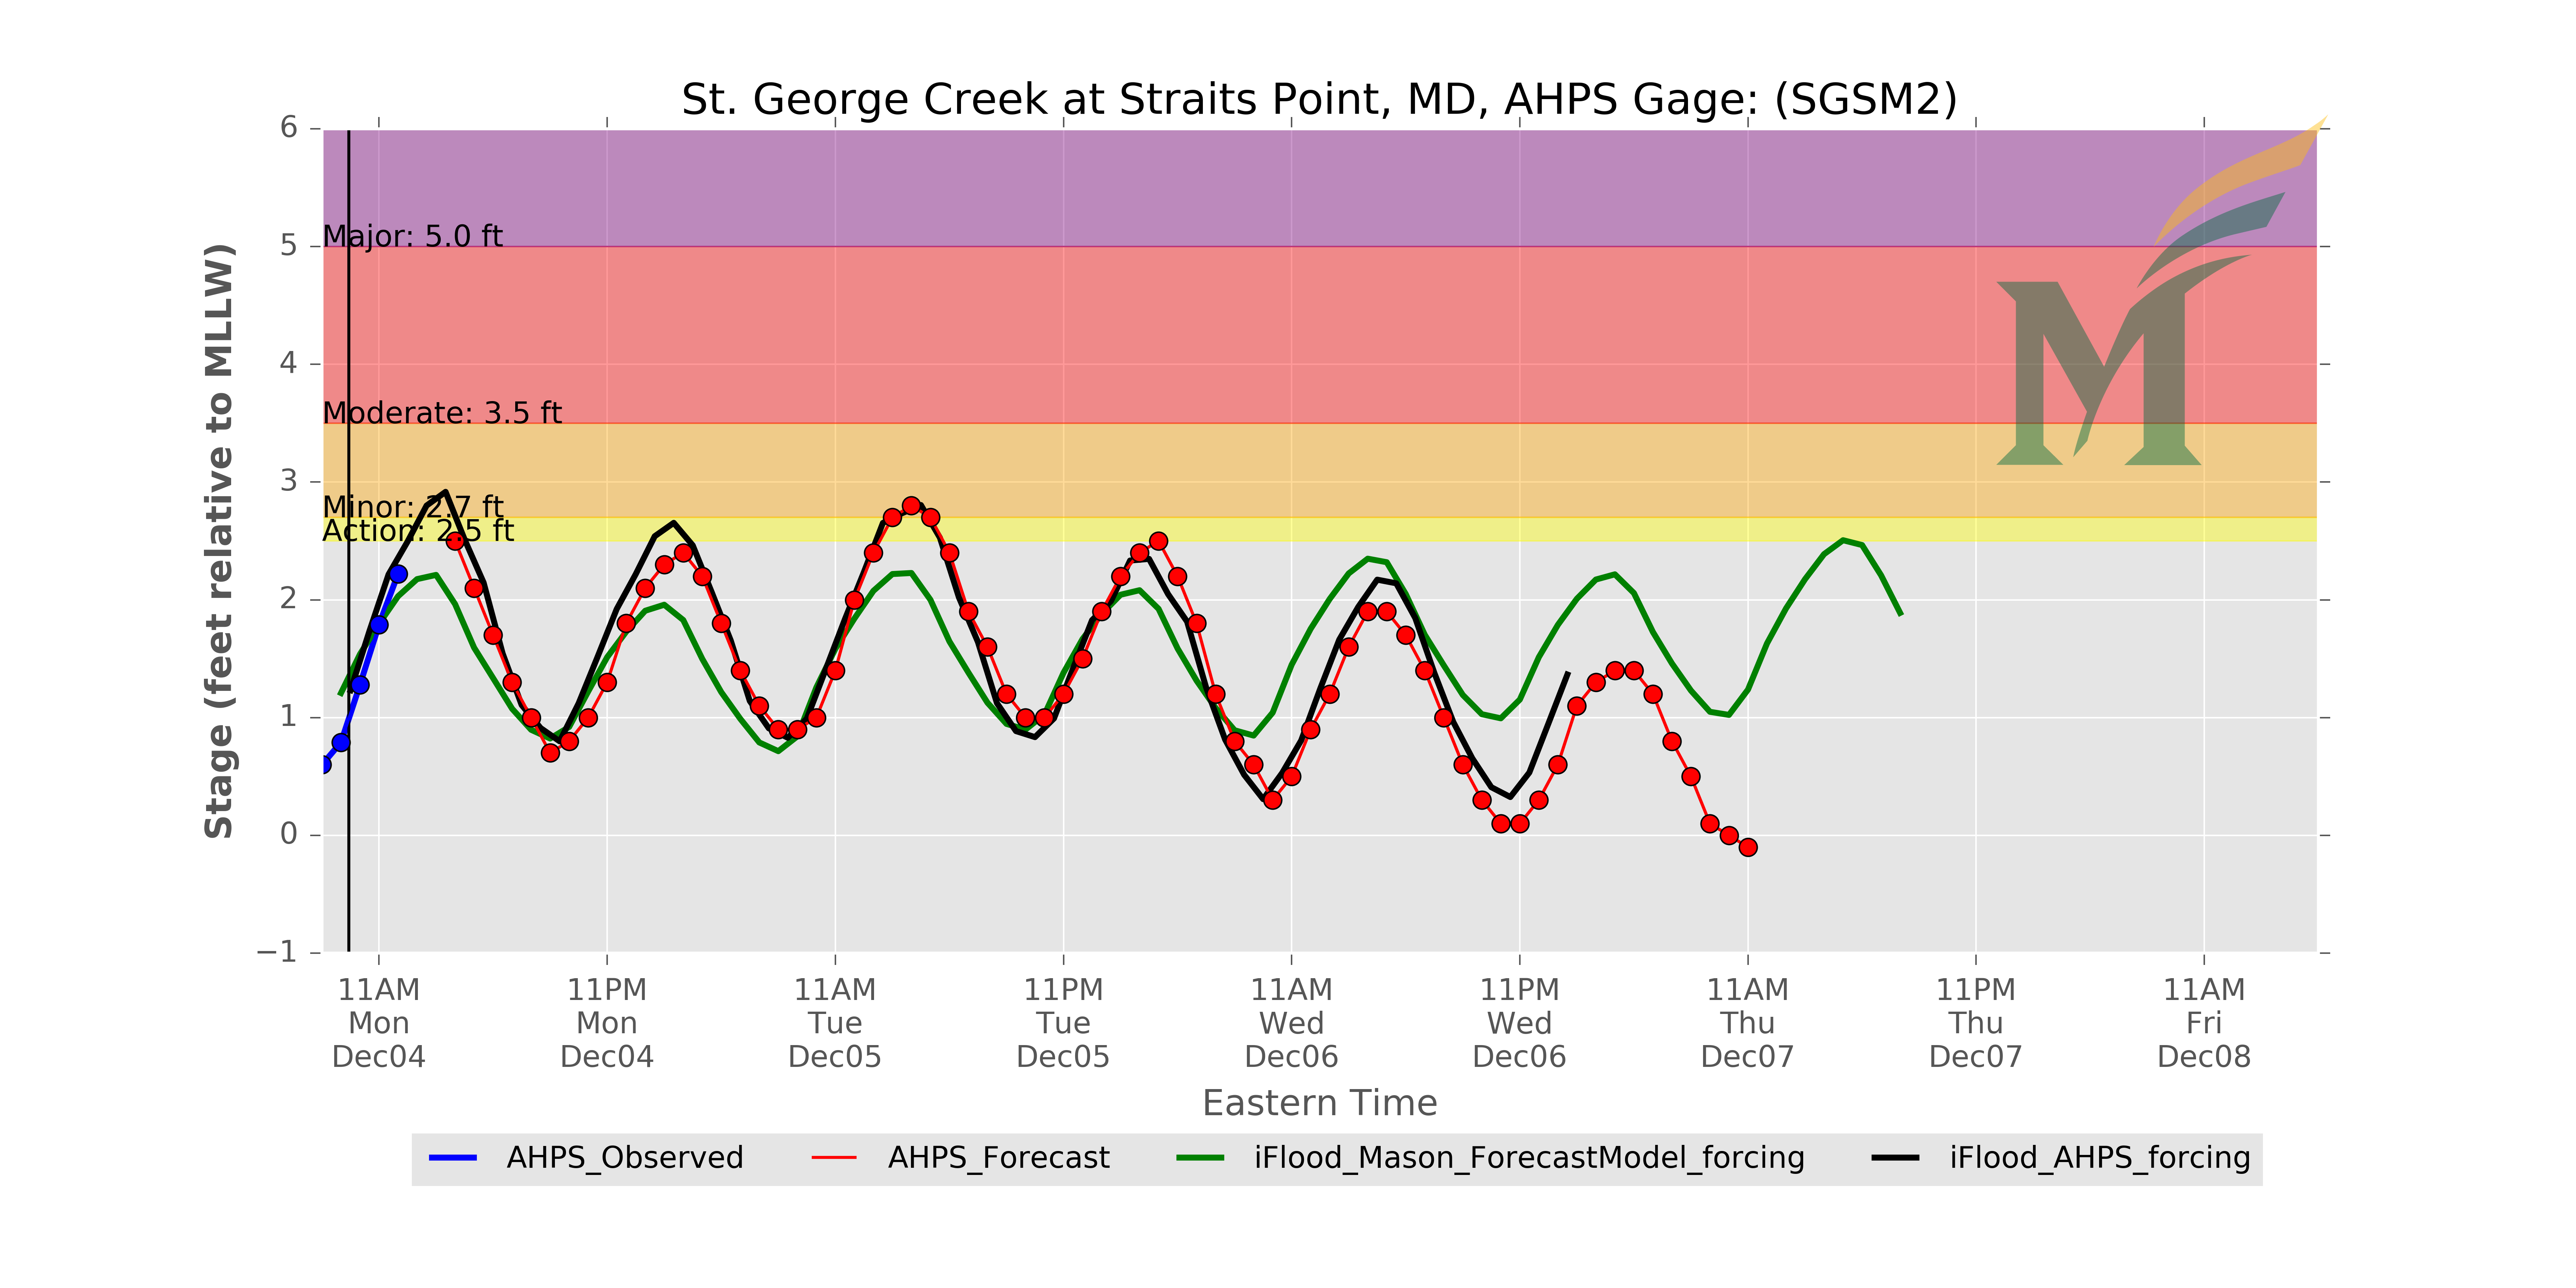 St. George Creek at Straits Point, MD, AHPS Gage: (SGSM2)
Stage (feet relative to MLLW)
6
5
4
3
2
1
0
−1
Major: 5.0 ft
Moderate: 3.5 ft
Minor: 2.7 ft
Action: 2.5 ft
M
11AM 11PM 11AM 11PM 11AM 11PM 11AM 11PM 11AM
Mon Mon Tue Tue Wed Wed Thu Thu Fri
Dec04 Dec04 Dec05 Dec05 Dec06 Dec06 Dec07 Dec07 Dec08
Eastern Time
AHPS_Observed AHPS_Forecast iFlood_Mason_ForecastModel_forcing iFlood_AHPS_forcing